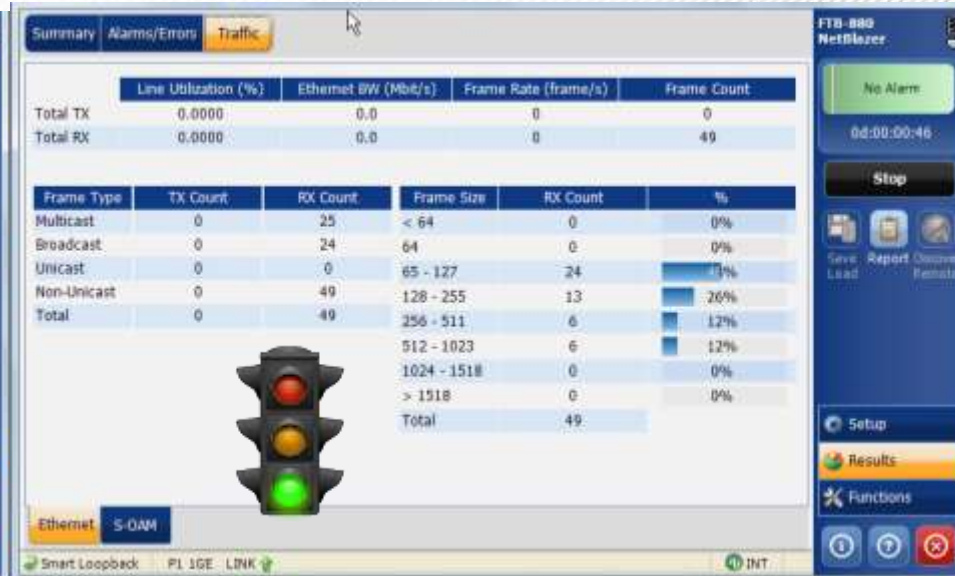 Summary Alarms/Errors Traffic
FTB-880
NetBlazer
Line Utilization (%) Ethernet BW (Mbit/s) Frame Rate (frame/s) Frame Count
Total TX 0.0000 0.0 0 0
Total RX 0.0000 0.0 0 49
No Alarm
0d:00:00:46
Stop
Save Report Discover
Load Remote
Frame Type TX Count RX Count
Multicast 0 25
Broadcast 0 24
Unicast 0 0
Non-Unicast 0 49
Total 0 49
Frame Size RX Count %
< 64 0 0%
64 0 0%
65 - 127 24 %
128 - 255 13 26%
256 - 511 6 12%
512 - 1023 6 12%
1024 - 1518 0 0%
> 1518 0 0%
Total 49
Setup
Results
Functions
Ethernet S-OAM
Smart Loopback P1 1GE LINK INT